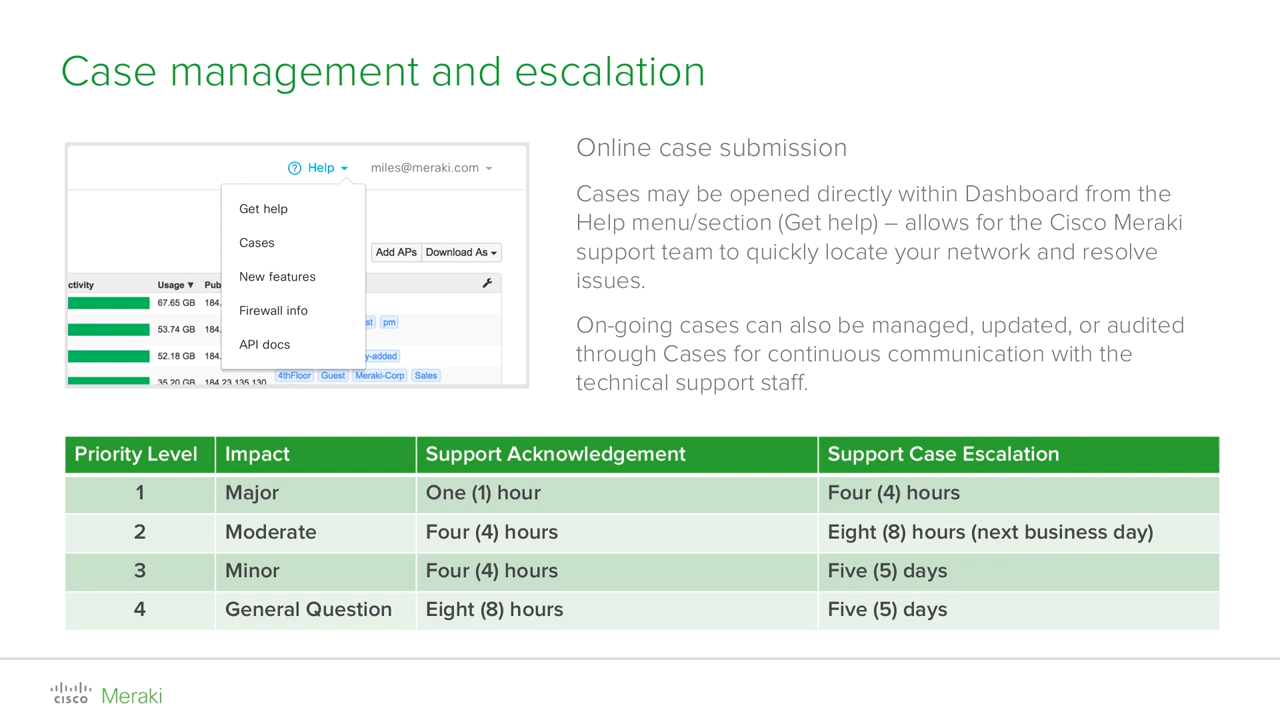 Case management and escalation
Help
miles@meraki.com
Get help
Cases
New features
Firewall info
API docs
Add APs
Download As
ctivity
Usage ▼
Pub
67.65 GB
184.
53.74 GB
184.
st
pm
52.18 GB
184.
y-added
35.20 GB
184.23.135.130
4thFloor
Guest
Meraki-Corp
Sales
Online case submission
Cases may be opened directly within Dashboard from the
Help menu/section (Get help) – allows for the Cisco Meraki
support team to quickly locate your network and resolve
issues.
On-going cases can also be managed, updated, or audited
through Cases for continuous communication with the
technical support staff.
Priority Level Impact Support Acknowledgement Support Case Escalation
1 Major One (1) hour Four (4) hours
2 Moderate Four (4) hours Eight (8) hours (next business day)
3 Minor Four (4) hours Five (5) days
4 General Question Eight (8) hours Five (5) days
cisco Meraki